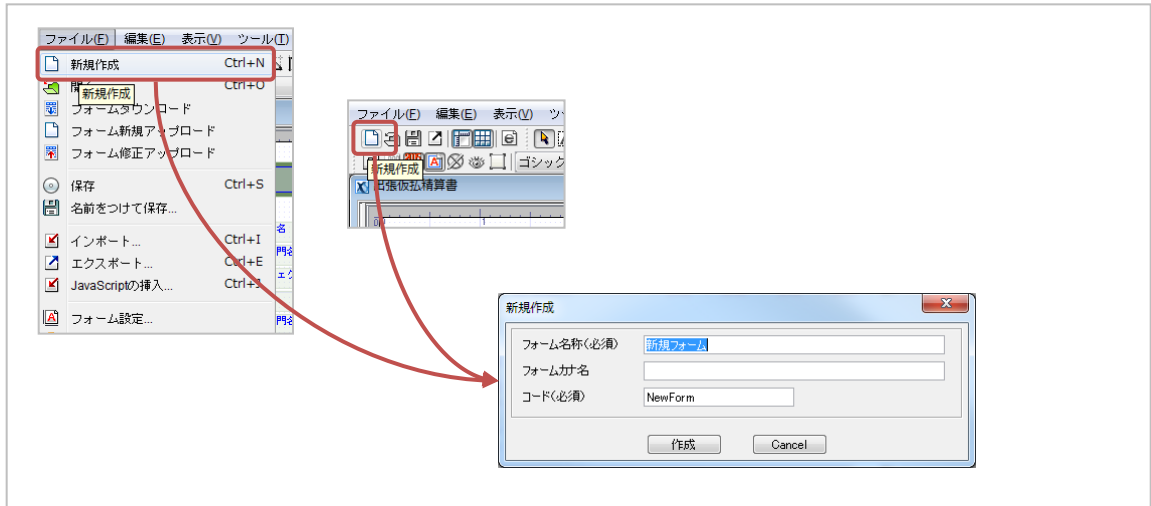 ファイル(F) 編集(E) 表示(V) ツール(T)
新規作成 Ctrl+N
Ctrl+O
新規作成
フォームダウンロード
フォーム新規アップロード
フォーム修正アップロード
保存 Ctrl+S
名前をつけて保存...
名
インポート... Ctrl+I
門名
エクスポート... Ctrl+E
JavaScriptの挿入...
フォーム設定...
門名
ファイル(F) 編集(E) 表示(V) ツ
ゴシック
新規作成
出張仮払精算書
1
新規作成
フォーム名称(必須) 新規フォーム
フォームカナ名
コード(必須) NewForm
作成 Cancel